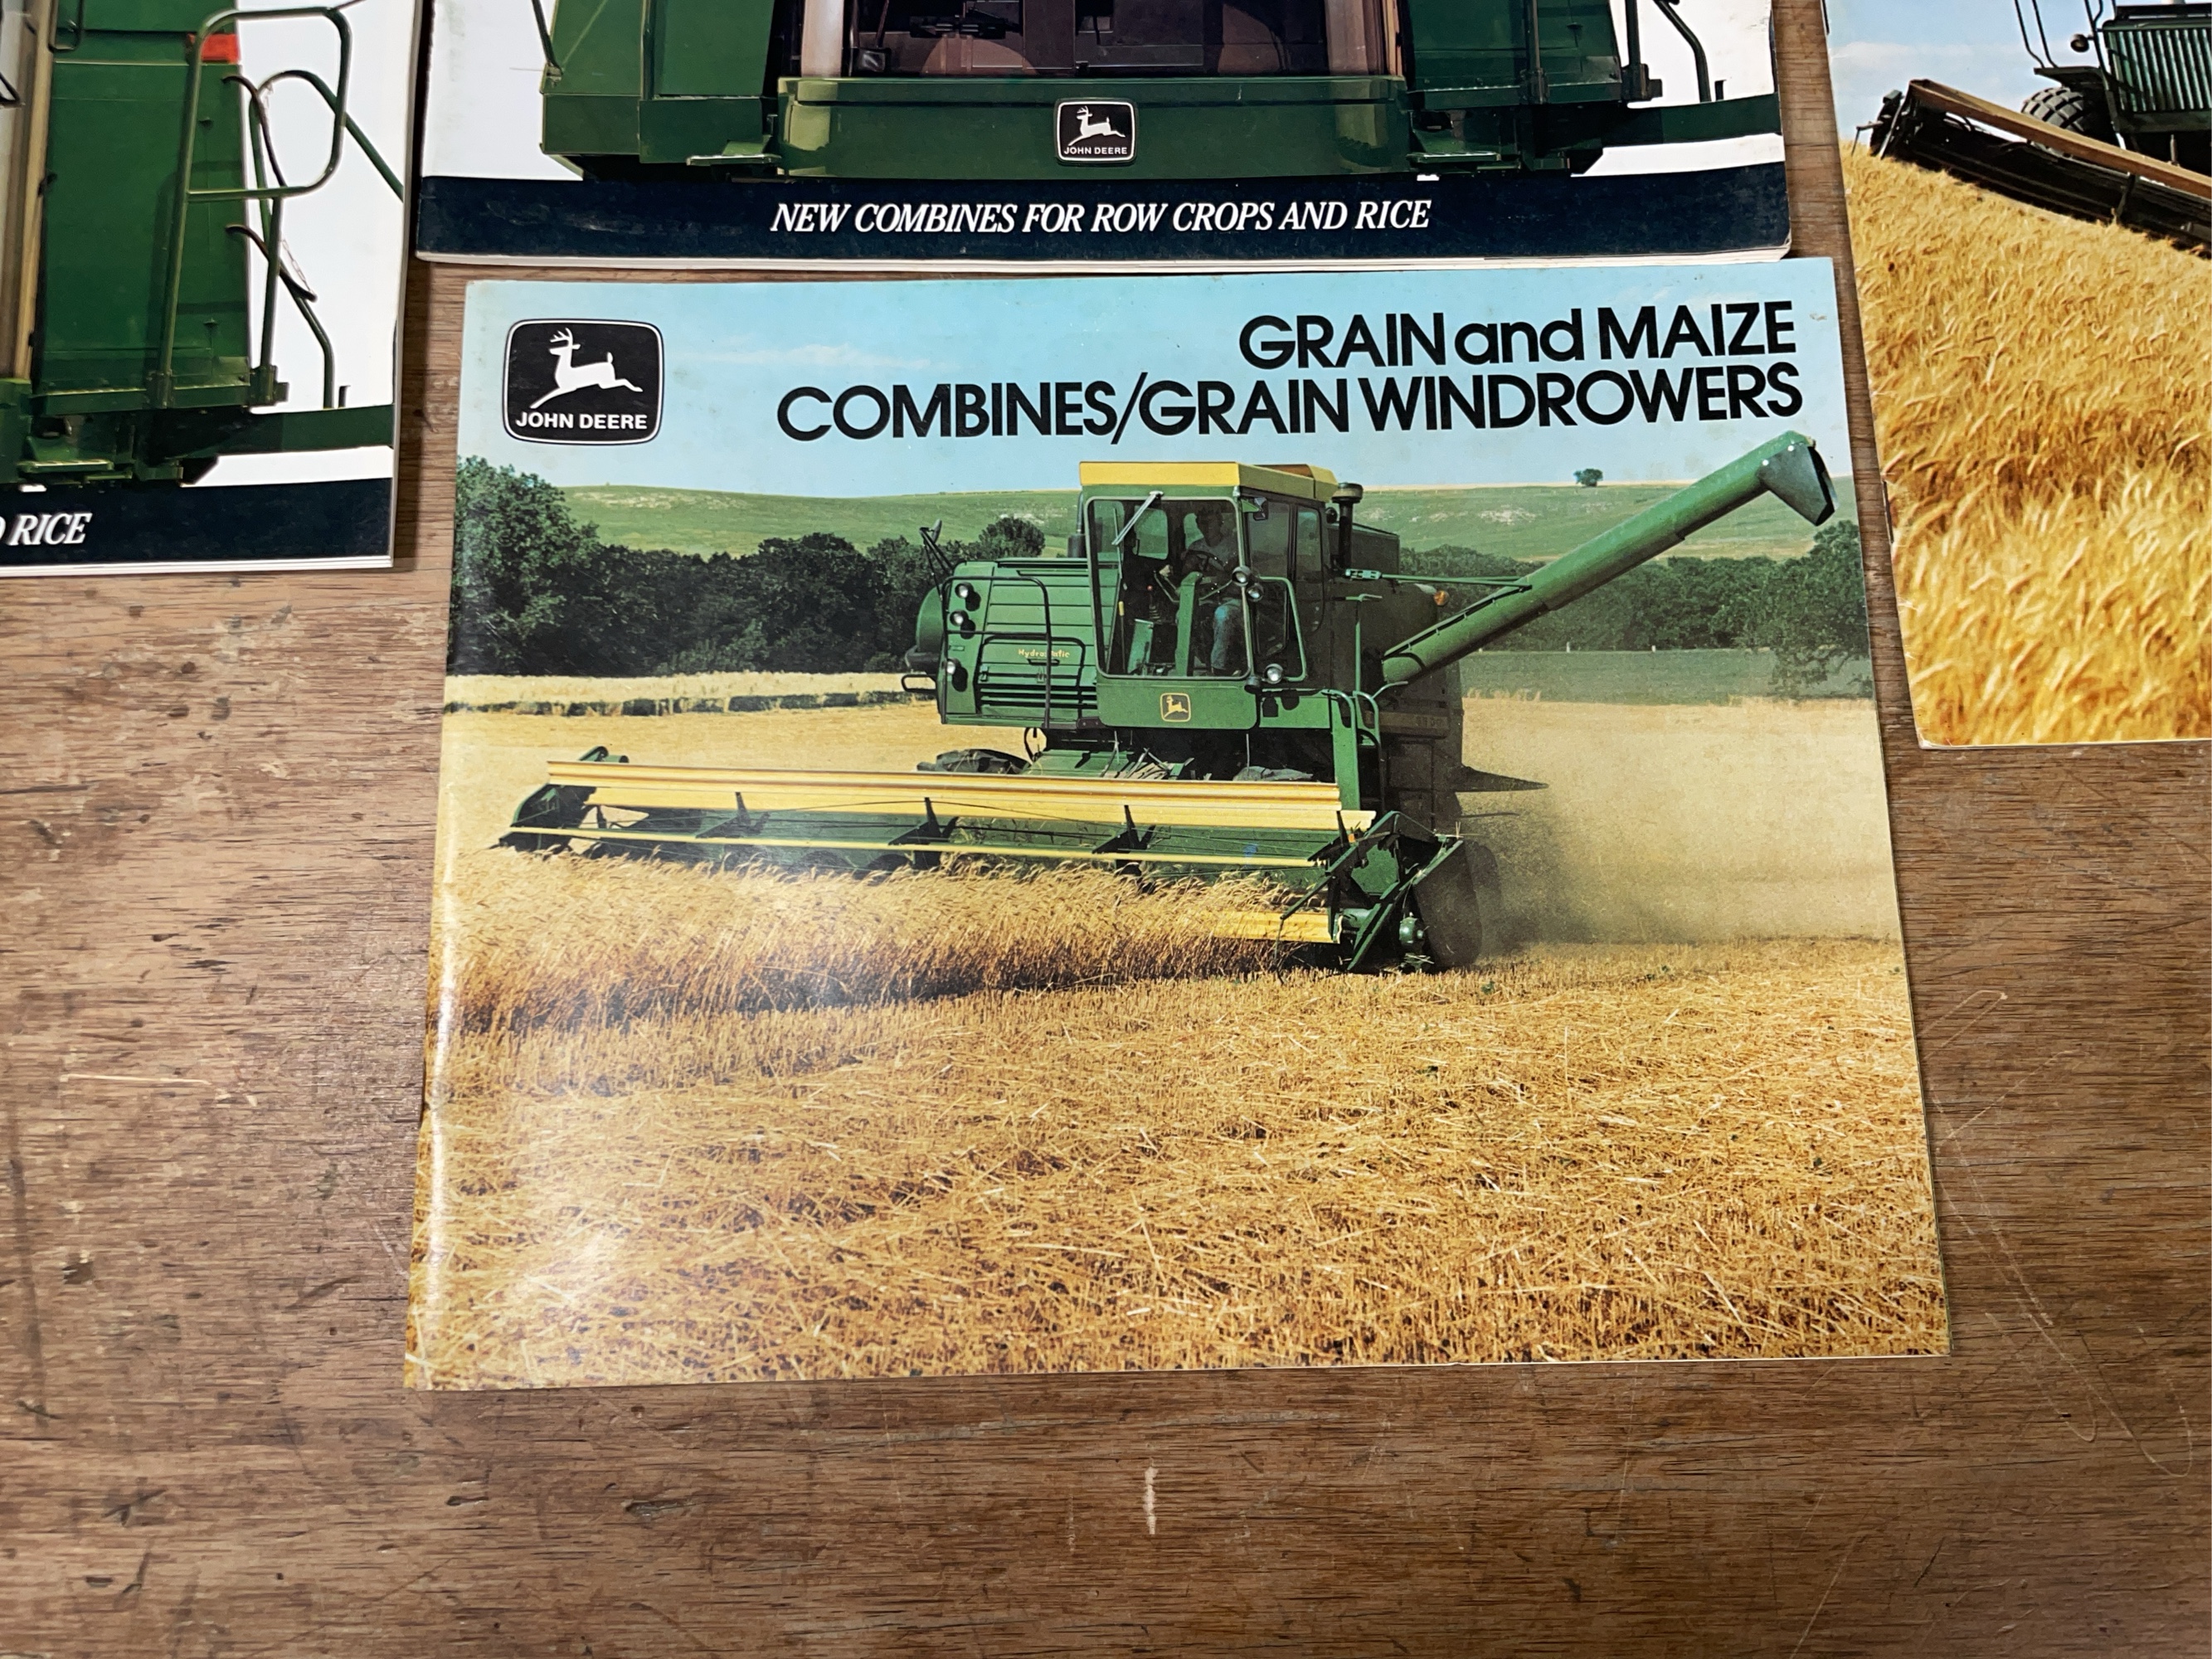 JOHN DEERE
NEW COMBINES FOR ROW CROPS AND RICE
RICE
JOHN DEERE
GRAIN and MAIZE
COMBINES/GRAIN WINDROWERS